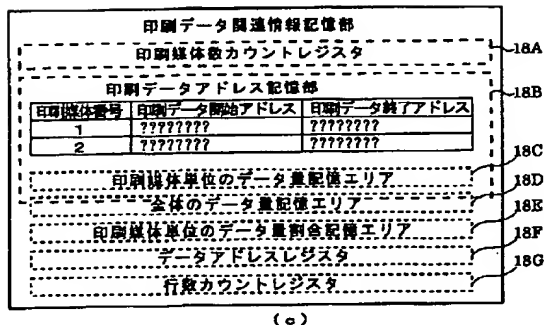 印刷データ関連情報記憶部
印刷媒体数カウントレジスタ
18A
印刷データアドレス記憶部
18B
印刷媒体番号 印刷データ開始アドレス 印刷データ終了アドレス
1 ???????? ????????
2 ???????? ????????
18C
印刷媒体単位のデータ量記憶エリア
18D
全体のデータ量記憶エリア
18E
印刷媒体単位のデータ量割合記憶エリア
18F
データアドレスレジスタ
18G
行数カウントレジスタ
(c)